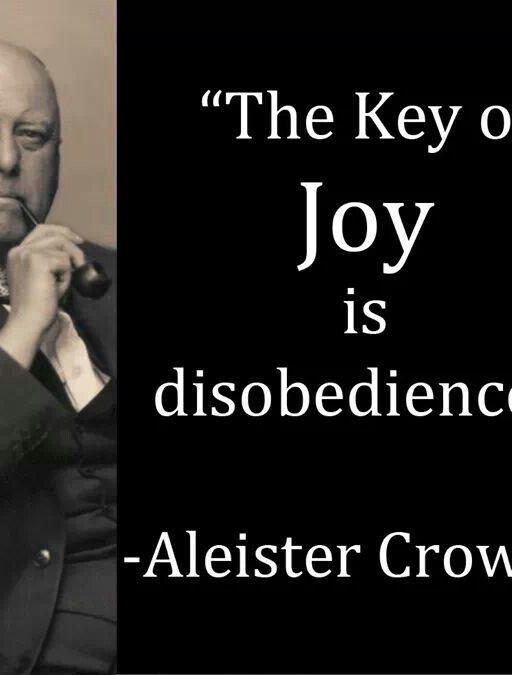 “The Key o
Joy
is
disobedienc
-Aleister Crow